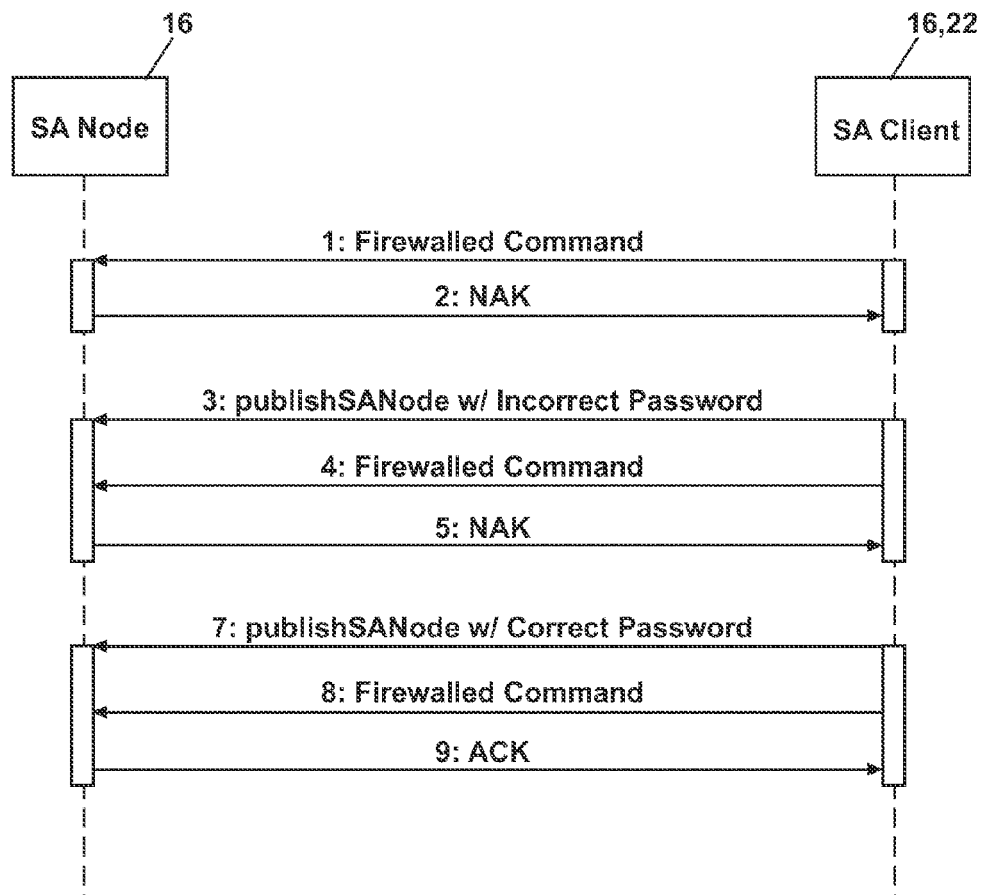 16
16,22
SA Node
SA Client
1: Firewalled Command
2: NAK
3: publishSANode w/ Incorrect Password
4: Firewalled Command
5: NAK
7: publishSANode w/ Correct Password
8: Firewalled Command
9: ACK